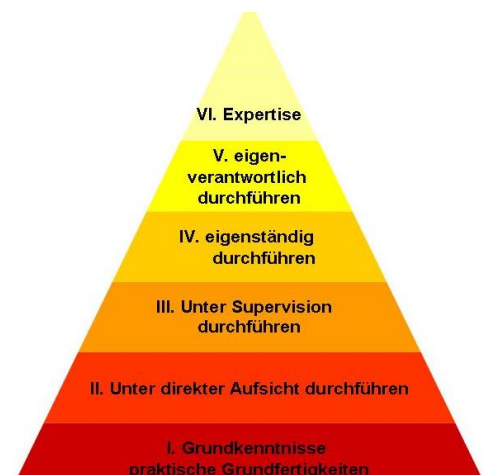 VI. Expertise
V. eigen-
verantwortlich
durchführen
IV. eigenständig
durchführen
III. Unter Supervision
durchführen
II. Unter direkter Aufsicht durchführen
I. Grundkenntnisse
praktische Grundfertigkeiten